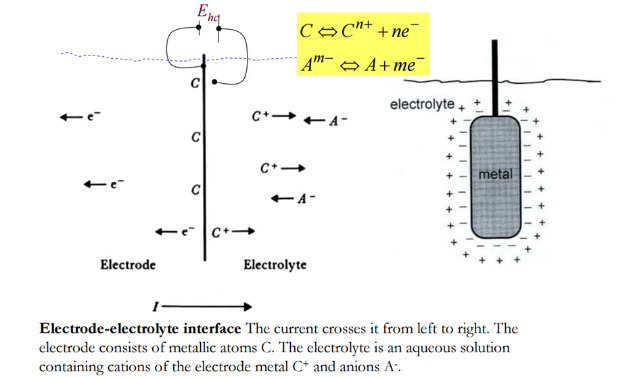 E_hc
C ⇔ C^{n+} + ne^-
A^{m-} ⇔ A + me^-
C
electrolyte
e^-
C^+ A^-
C
C^+
metal
e^-
C
A^-
e^- C^+
Electrode Electrolyte
I
Electrode-electrolyte interface The current crosses it from left to right. The
electrode consists of metallic atoms C. The electrolyte is an aqueous solution
containing cations of the electrode metal C^+ and anions A^-.